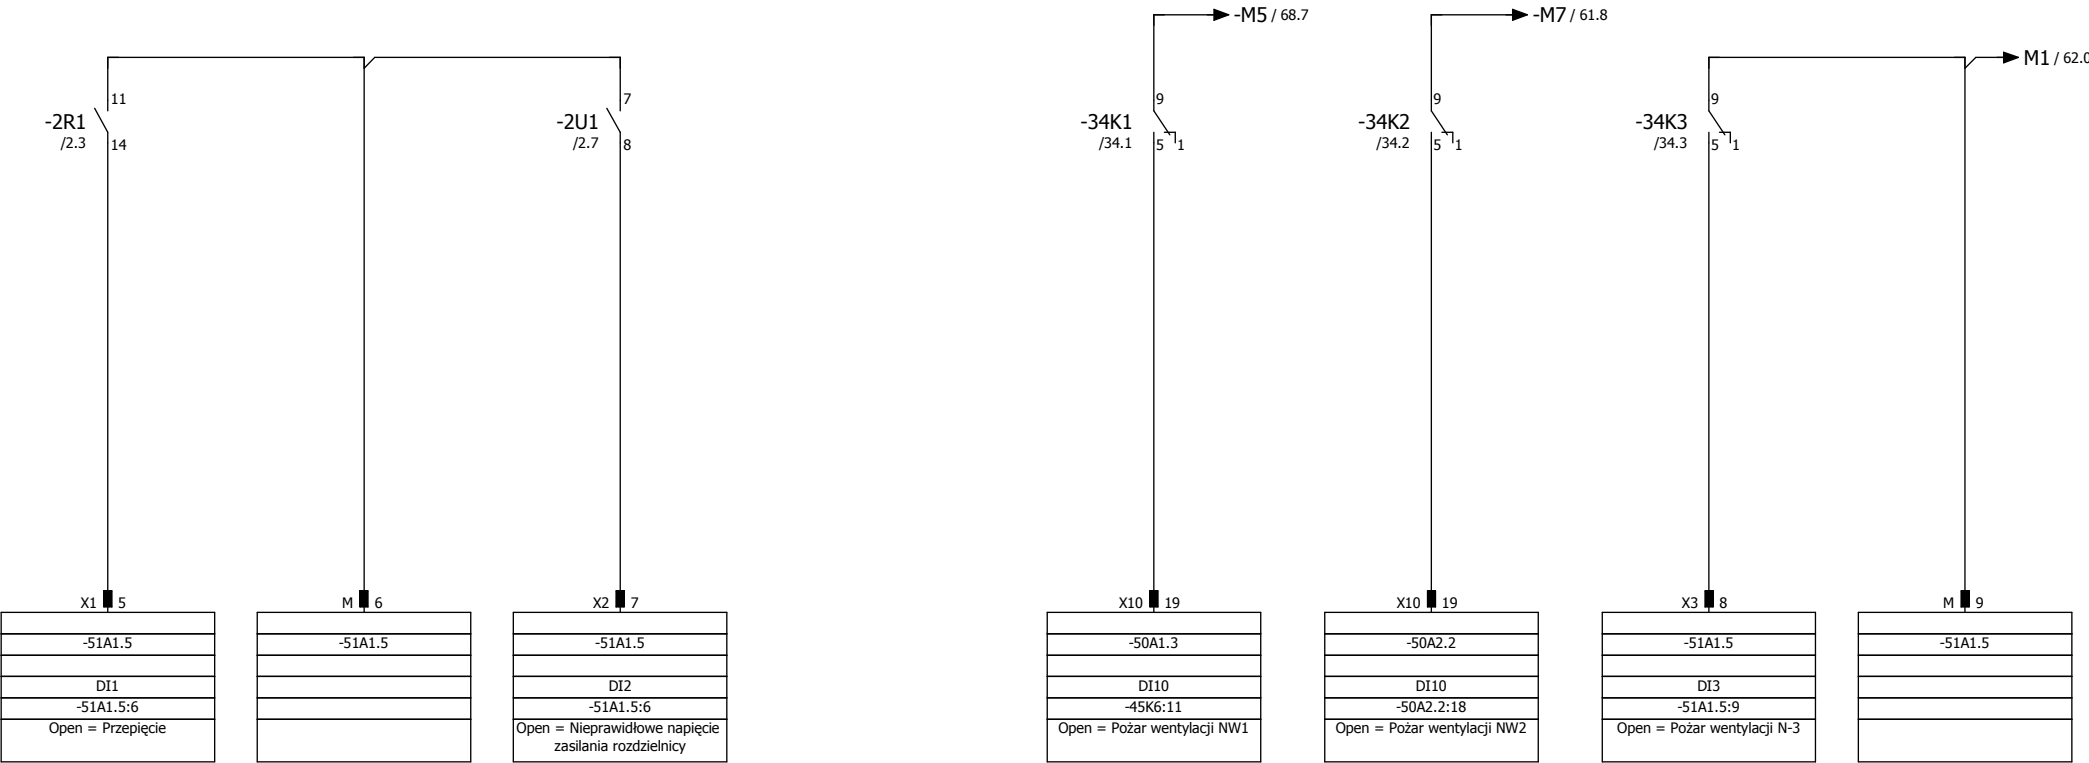 -M5 / 68.7
-M7 / 61.8
M1 / 62.0
11
-2R1
/2.3
14
7
-2U1
/2.7
8
9
-34K1
/34.1
5 1
9
-34K2
/34.2
5 1
9
-34K3
/34.3
5 1
X1 5
M 6
X2 7
X10 19
X10 19
X3 8
M 9
-51A1.5
DI1
-51A1.5:6
Open = Przepięcie
-51A1.5
-51A1.5
DI2
-51A1.5:6
Open = Nieprawidłowe napięcie
zasilania rozdzielnicy
-50A1.3
DI10
-45K6:11
Open = Pożar wentylacji NW1
-50A2.2
DI10
-50A2.2:18
Open = Pożar wentylacji NW2
-51A1.5
DI3
-51A1.5:9
Open = Pożar wentylacji N-3
-51A1.5